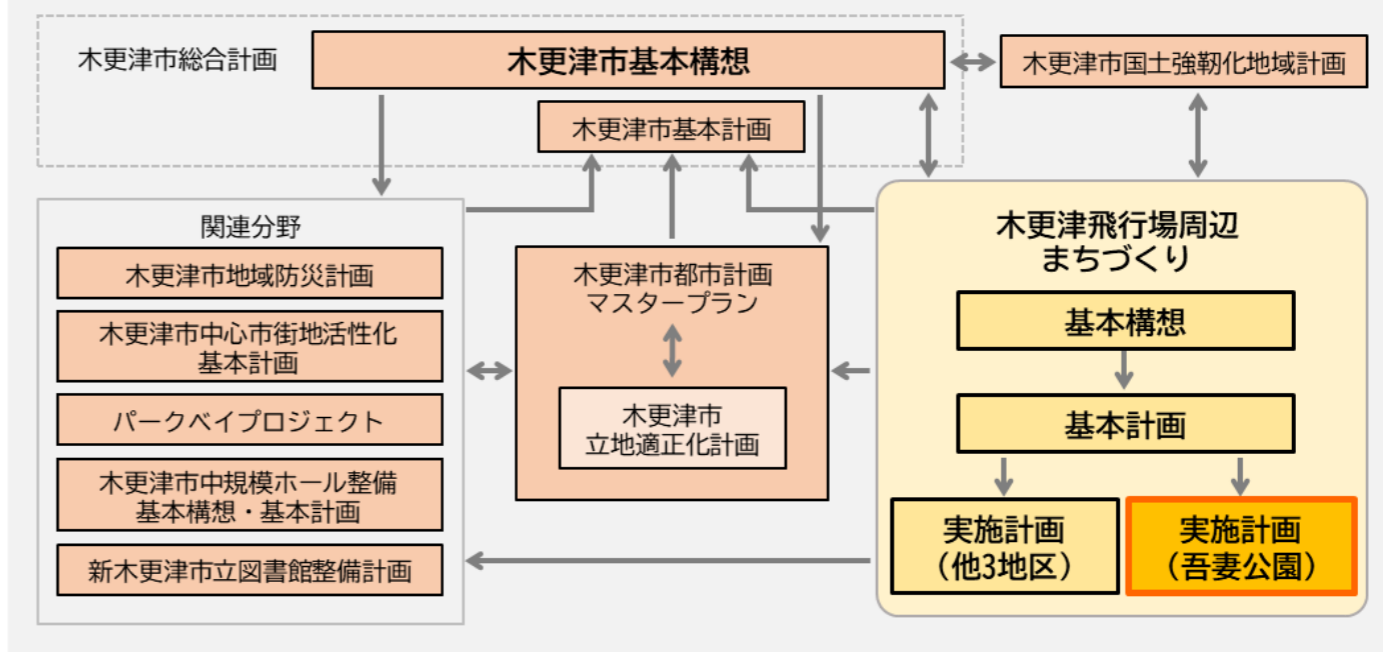 木更津市総合計画
木更津市基本構想
木更津市国土強靭化地域計画
木更津市基本計画
関連分野
木更津市地域防災計画
木更津市中心市街地活性化
基本計画
パークベイプロジェクト
木更津市中規模ホール整備
基本構想・基本計画
新木更津市立図書館整備計画
木更津市都市計画
マスタープラン
木更津市
立地適正化計画
木更津飛行場周辺
まちづくり
基本構想
基本計画
実施計画
（他3地区）
実施計画
（吾妻公園）